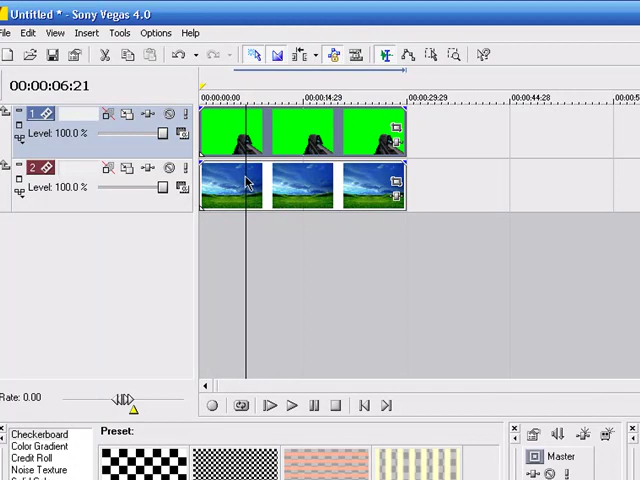 Untitled * - Sony Vegas 4.0
File Edit View Insert Tools Options Help
00:00:06:21
00:00:00:00 00:00:14:29 00:00:29:29 00:00:44:28
1
Level: 100.0 %
2
Level: 100.0 %
Rate: 0.00
Checkerboard
Color Gradient
Credit Roll
Noise Texture
Preset:
Master